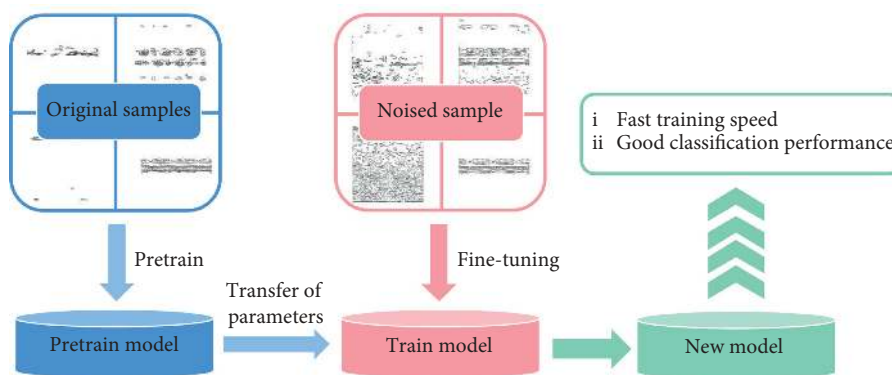 Original samples
Noised sample
i Fast training speed
ii Good classification performance
Pretrain
Fine-tuning
Transfer of
parameters
Pretrain model
Train model
New model